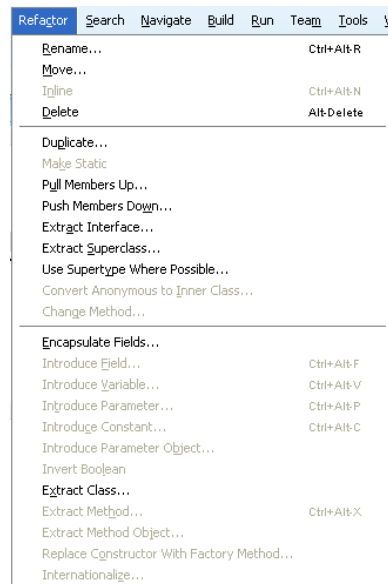 Refactor Search Navigate Build Run Team Tools
Rename... Ctrl+Alt-R
Move...
Inline Ctrl+Alt-N
Delete Alt-Delete
Duplicate...
Make Static
Pull Members Up...
Push Members Down...
Extract Interface...
Extract Superclass...
Use Supertype Where Possible...
Convert Anonymous to Inner Class...
Change Method...
Encapsulate Fields...
Introduce Field... Ctrl+Alt-F
Introduce Variable... Ctrl+Alt-V
Introduce Parameter... Ctrl+Alt-P
Introduce Constant... Ctrl+Alt-C
Introduce Parameter Object...
Invert Boolean
Extract Class...
Extract Method... Ctrl+Alt-X
Extract Method Object...
Replace Constructor With Factory Method...
Internationalize...